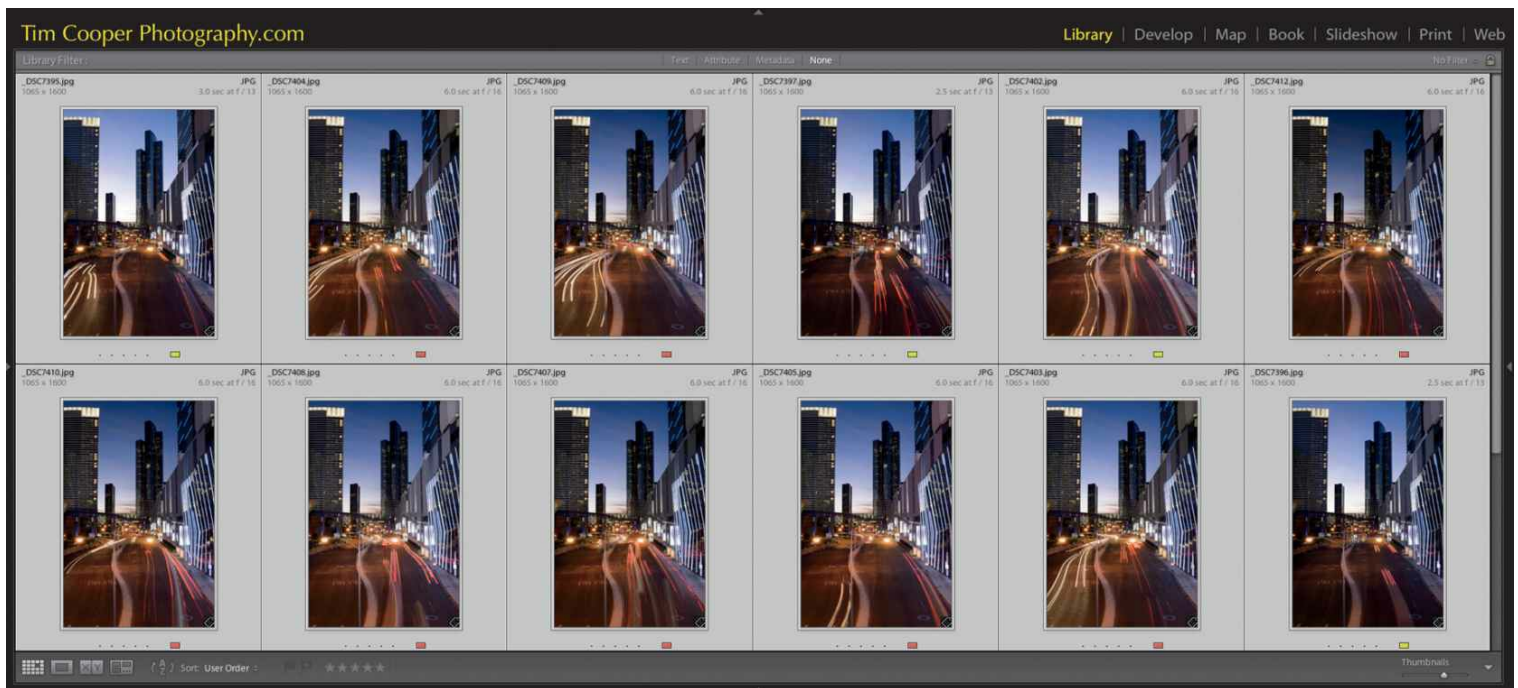 Tim Cooper Photography.com
Library | Develop | Map | Book | Slideshow | Print | Web
Library Filter :
Text | Attribute | Metadata | None
No Filter
_DSC7395.jpg JPG
1065 x 1600 3.0 sec at f / 13
_DSC7404.jpg JPG
1065 x 1600 6.0 sec at f / 16
_DSC7409.jpg JPG
1065 x 1600 6.0 sec at f / 16
_DSC7397.jpg JPG
1065 x 1600 2.5 sec at f / 13
_DSC7402.jpg JPG
1065 x 1600 6.0 sec at f / 16
_DSC7412.jpg JPG
1065 x 1600 6.0 sec at f / 16
_DSC7410.jpg JPG
1065 x 1600 6.0 sec at f / 16
_DSC7408.jpg JPG
1065 x 1600 6.0 sec at f / 16
_DSC7407.jpg JPG
1065 x 1600 6.0 sec at f / 16
_DSC7405.jpg JPG
1065 x 1600 6.0 sec at f / 16
_DSC7403.jpg JPG
1065 x 1600 6.0 sec at f / 16
_DSC7396.jpg JPG
1065 x 1600 2.5 sec at f / 13
X Y
A Z
Sort: User Order
Thumbnails